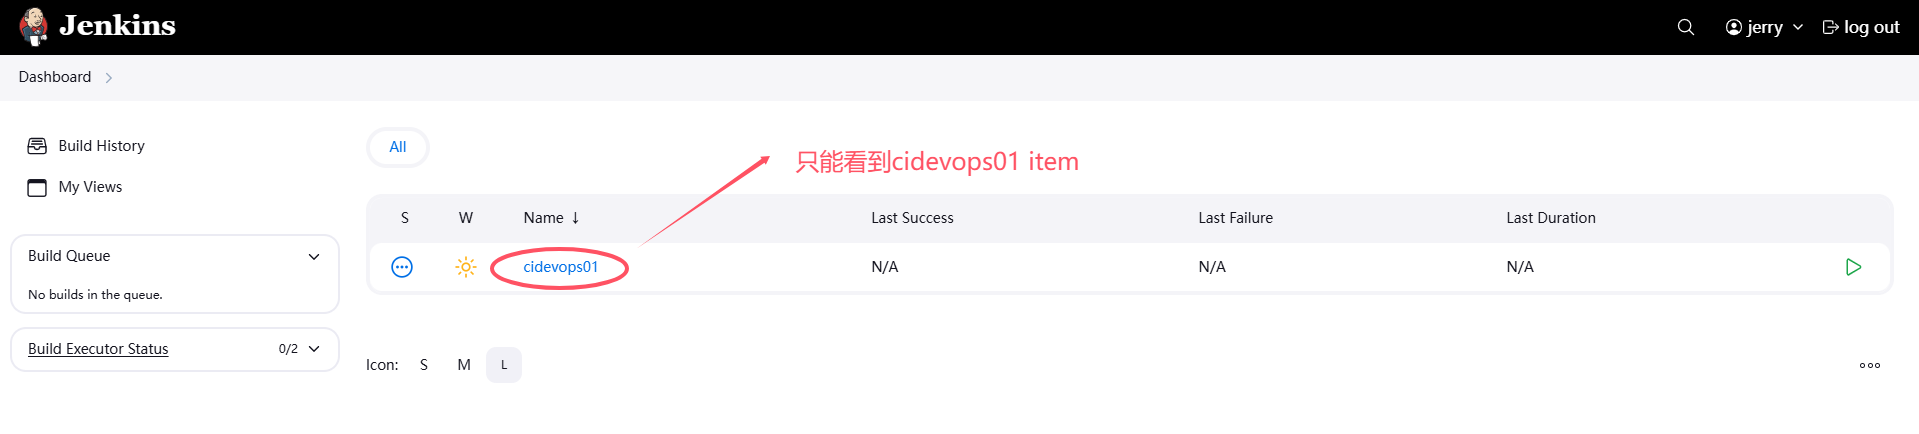 Jenkins
jerry
log out
Dashboard
Build History
My Views
Build Queue
No builds in the queue.
Build Executor Status 0/2
All
只能看到cidevops01 item
S W Name ↓ Last Success Last Failure Last Duration
cidevops01 N/A N/A N/A
Icon: S M L